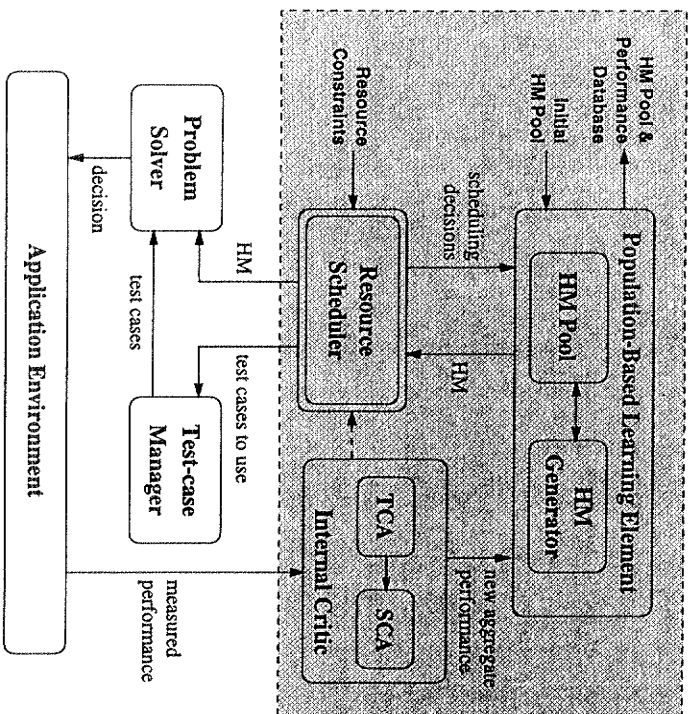 HM Pool &
Performance
Database
Initial
HM Pool
Population-Based Learning Element
HM Pool
HM
Generator
scheduling
decisions
HM
new aggregate
performance
Resource
Constraints
Resource
Scheduler
TCA
SCA
Internal Critic
HM
test cases to use
measured
performance
Problem
Solver
test cases
Test-case
Manager
decision
Application Environment